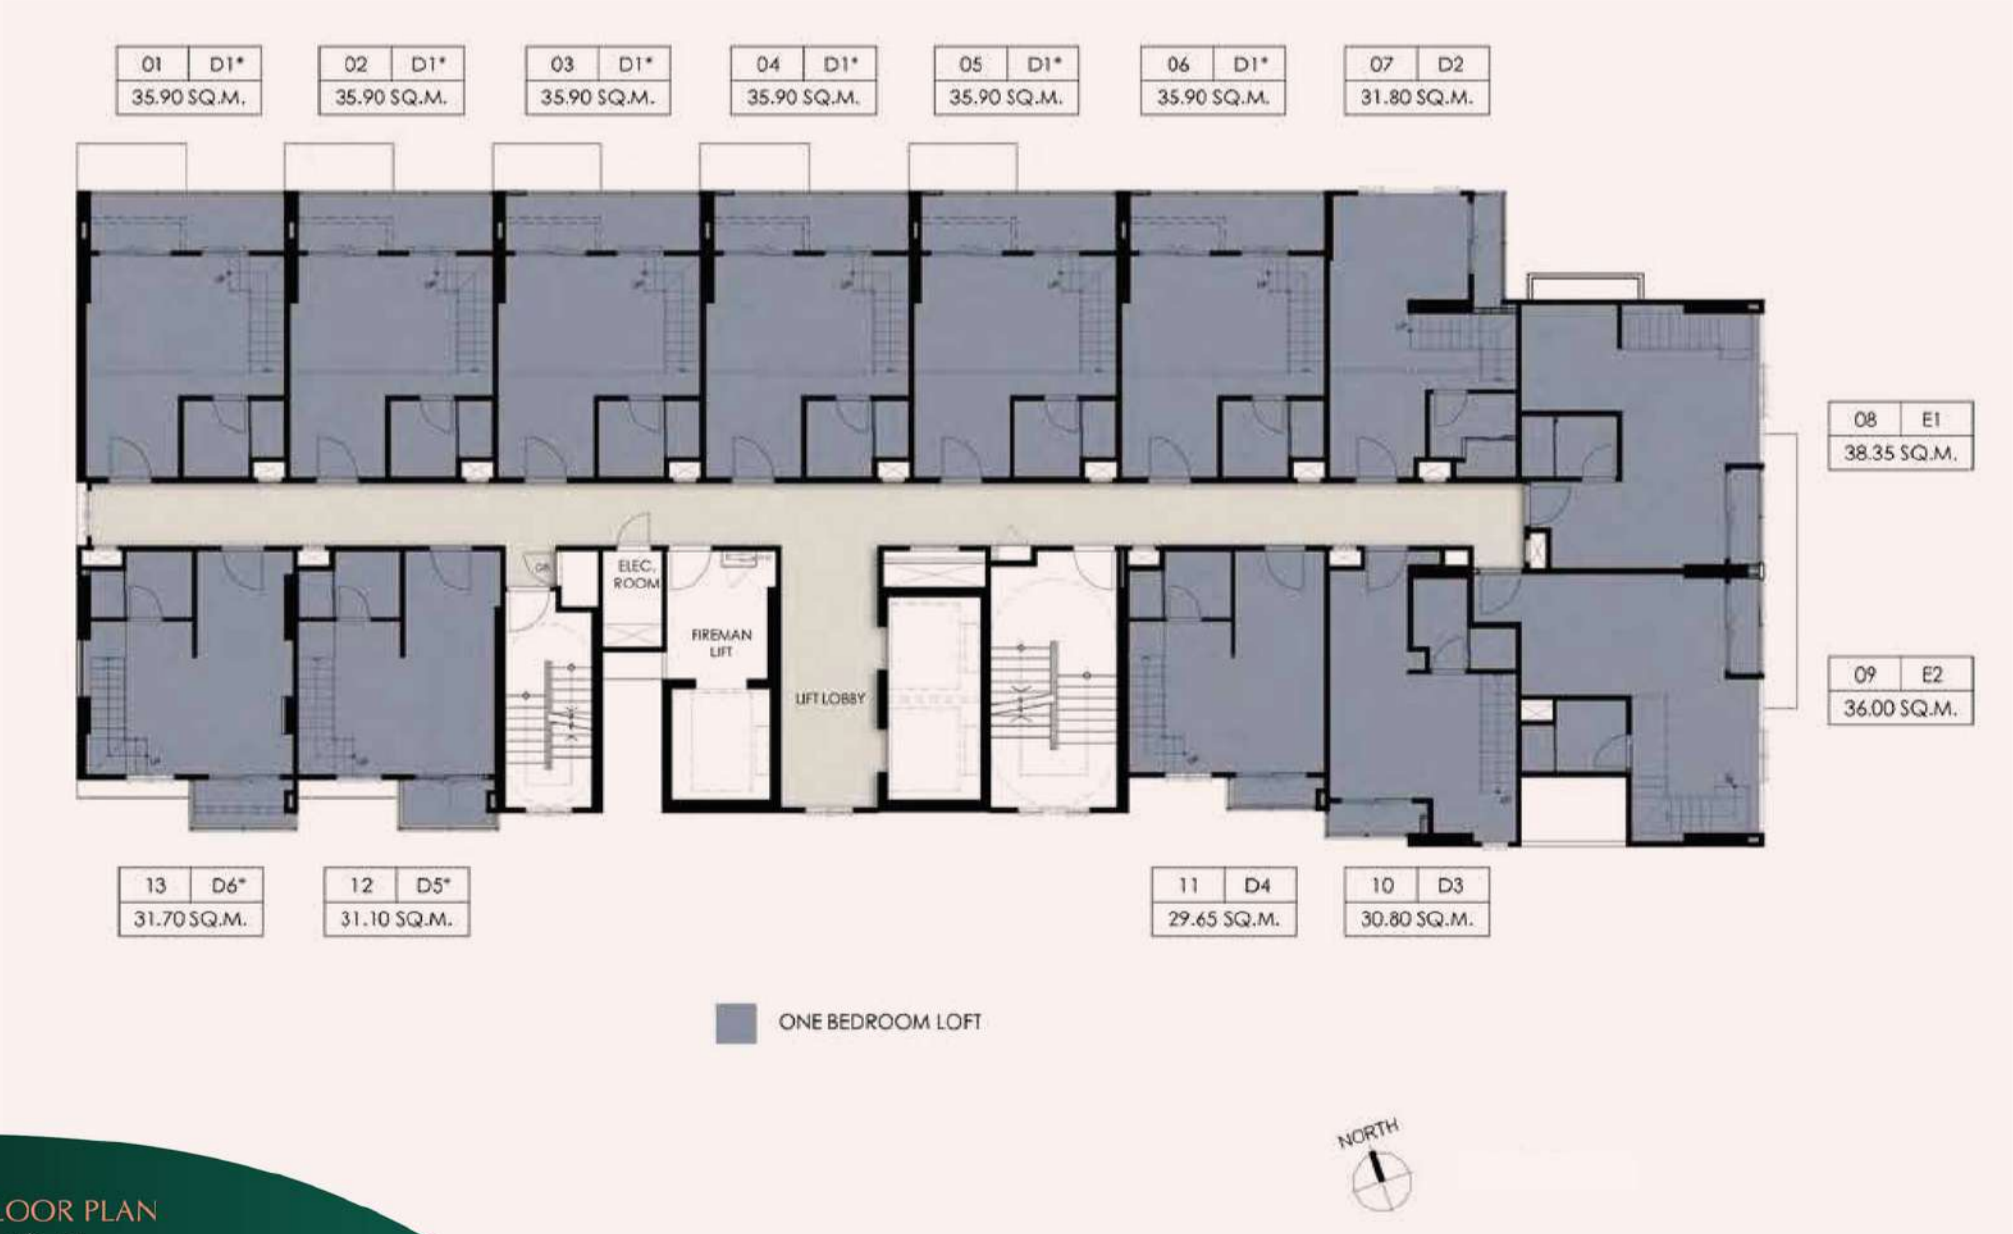 01 D1*
35.90 SQ.M.
02 D1*
35.90 SQ.M.
03 D1*
35.90 SQ.M.
04 D1*
35.90 SQ.M.
05 D1*
35.90 SQ.M.
06 D1*
35.90 SQ.M.
07 D2
31.80 SQ.M.
08 E1
38.35 SQ.M.
ELEC.
ROOM
FIREMAN
LIFT
LIFT LOBBY
09 E2
36.00 SQ.M.
13 D6*
31.70 SQ.M.
12 D5*
31.10 SQ.M.
11 D4
29.65 SQ.M.
10 D3
30.80 SQ.M.
ONE BEDROOM LOFT
NORTH
LOOR PLAN